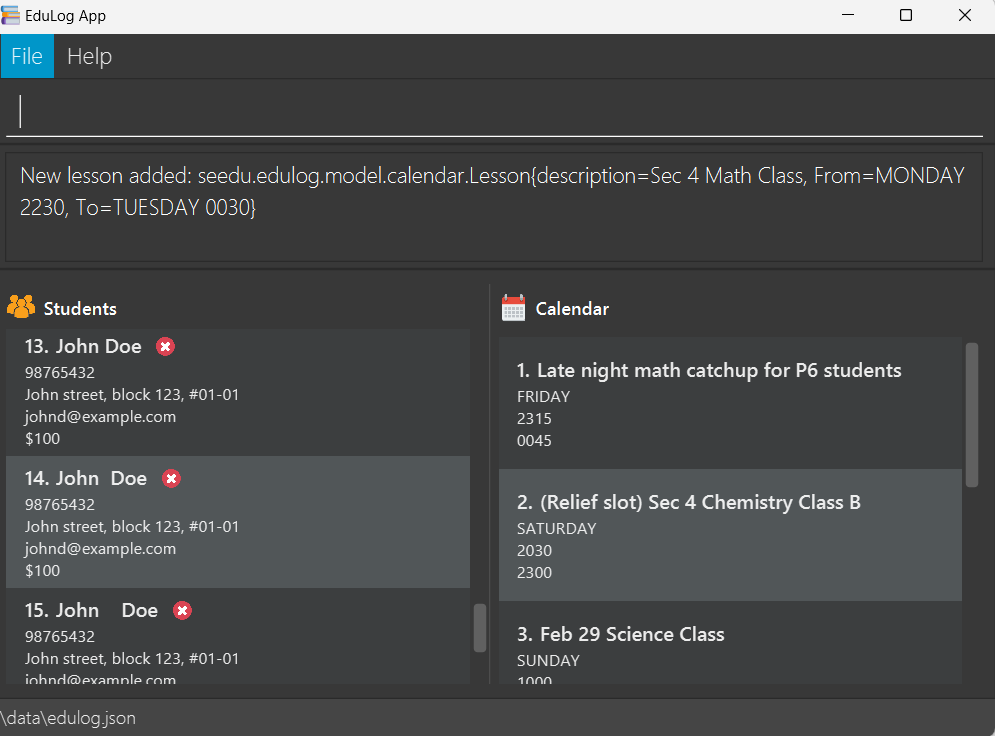 EduLog App
File Help
New lesson added: seedu.edulog.model.calendar.Lesson{description=Sec 4 Math Class, From=MONDAY
2230, To=TUESDAY 0030}
Students
13. John Doe
98765432
John street, block 123, #01-01
johnd@example.com
$100
14. John  Doe
98765432
John street, block 123, #01-01
johnd@example.com
$100
15. John   Doe
98765432
John street, block 123, #01-01
johnd@example.com
Calendar
1. Late night math catchup for P6 students
FRIDAY
2315
0045
2. (Relief slot) Sec 4 Chemistry Class B
SATURDAY
2030
2300
3. Feb 29 Science Class
SUNDAY
1000
\data\edulog.json